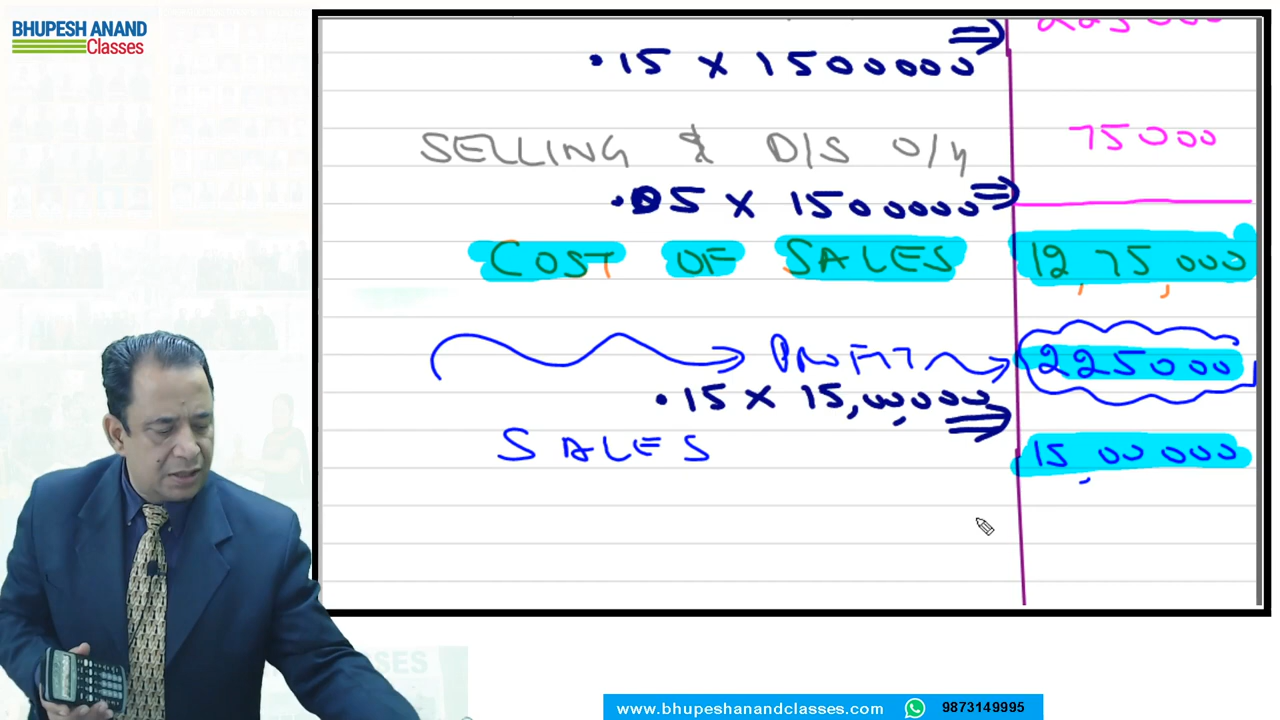 BHUPESH ANAND
Classes
225000
.15 X 1500000 ⇒
SELLING & D/S O/H 75000
.05 X 1500000 ⇒
COST OF SALES 12,75,000
PROFIT 225000
.15 X 15,00,000 ⇒
SALES 15,00000
www.bhupeshanandclasses.com 9873149995